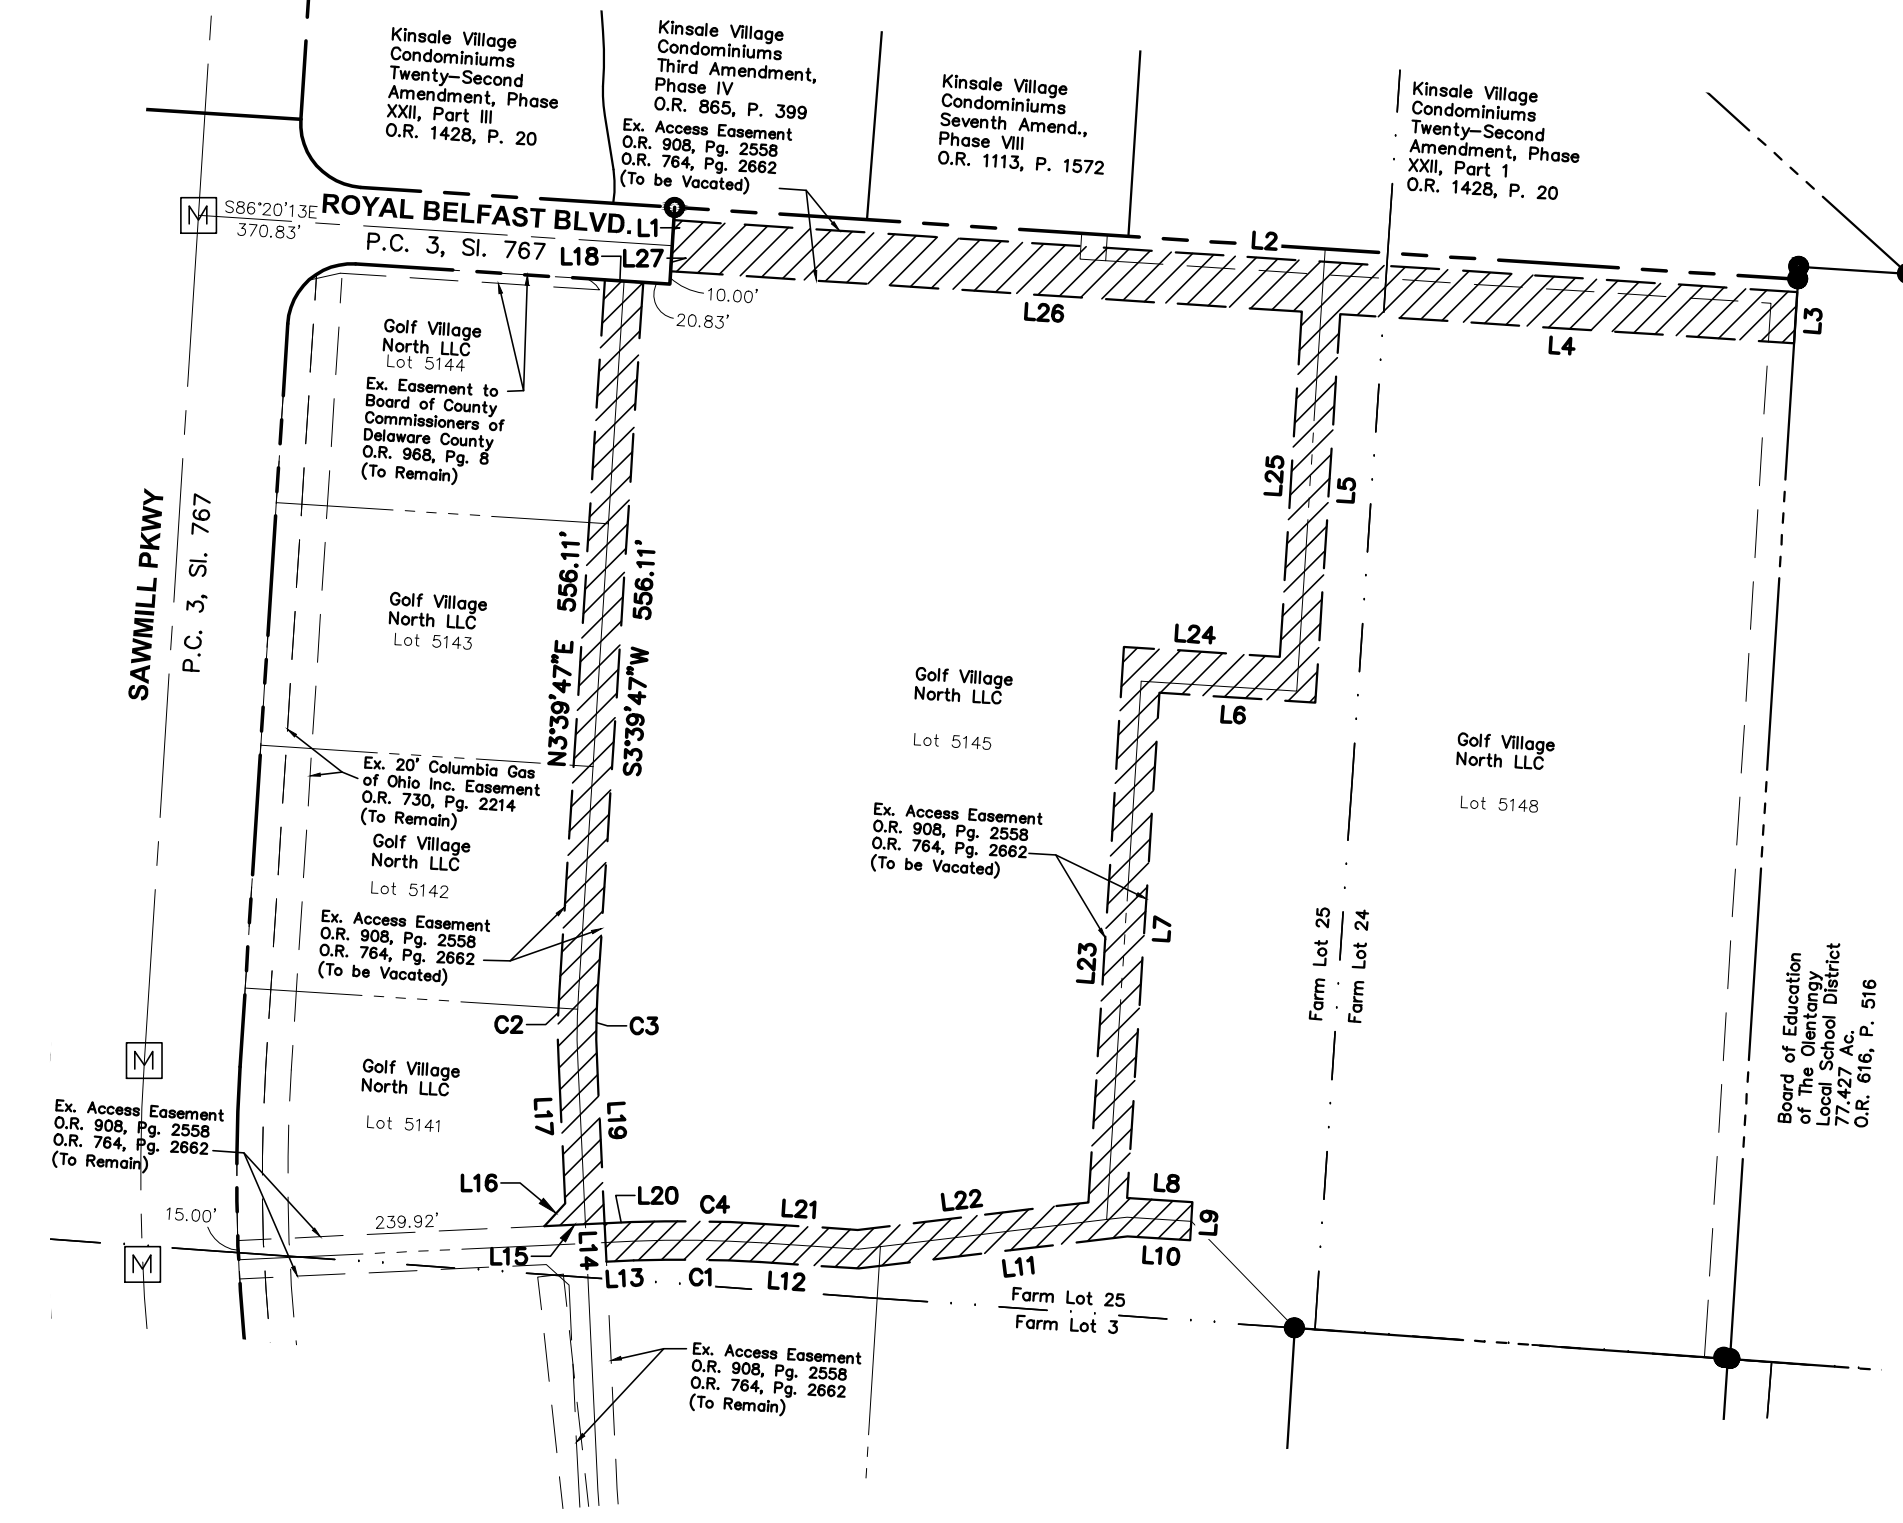 Kinsale Village
Condominiums
Twenty-Second
Amendment, Phase
XXII, Part III
O.R. 1428, P. 20
Kinsale Village
Condominiums
Third Amendment,
Phase IV
O.R. 865, P. 399
Ex. Access Easement
O.R. 908, Pg. 2558
O.R. 764, Pg. 2662
(To be Vacated)
Kinsale Village
Condominiums
Seventh Amend.,
Phase VIII
O.R. 1113, P. 1572
Kinsale Village
Condominiums
Twenty-Second
Amendment, Phase
XXII, Part 1
O.R. 1428, P. 20
M
S86°20'13E
370.83'
ROYAL BELFAST BLVD.
P.C. 3, Sl. 767
L1
L18
L27
L2
10.00'
20.83'
L26
L3
L4
Golf Village
North LLC
Lot 5144
Ex. Easement to
Board of County
Commissioners of
Delaware County
O.R. 968, Pg. 8
(To Remain)
L25
L5
SAWMILL PKWY
P.C. 3, Sl. 767
N3°39'47"E 556.11'
S3°39'47"W 556.11'
Golf Village
North LLC
Lot 5143
L24
L6
Golf Village
North LLC
Lot 5145
Golf Village
North LLC
Lot 5148
Ex. 20' Columbia Gas
of Ohio Inc. Easement
O.R. 730, Pg. 2214
(To Remain)
Golf Village
North LLC
Lot 5142
Ex. Access Easement
O.R. 908, Pg. 2558
O.R. 764, Pg. 2662
(To be Vacated)
Ex. Access Easement
O.R. 908, Pg. 2558
O.R. 764, Pg. 2662
(To be Vacated)
L23
L7
Farm Lot 25
Farm Lot 24
Board of Education
of The Olentangy
Local School District
77.427 Ac.
O.R. 616, P. 516
C2
C3
M
Golf Village
North LLC
Lot 5141
L17
L19
Ex. Access Easement
O.R. 908, Pg. 2558
O.R. 764, Pg. 2662
(To Remain)
L16
L20
C4
L21
L22
L8
L9
15.00'
239.92'
M
L15
L14
L13
C1
L12
L11
L10
Farm Lot 25
Farm Lot 3
Ex. Access Easement
O.R. 908, Pg. 2558
O.R. 764, Pg. 2662
(To Remain)